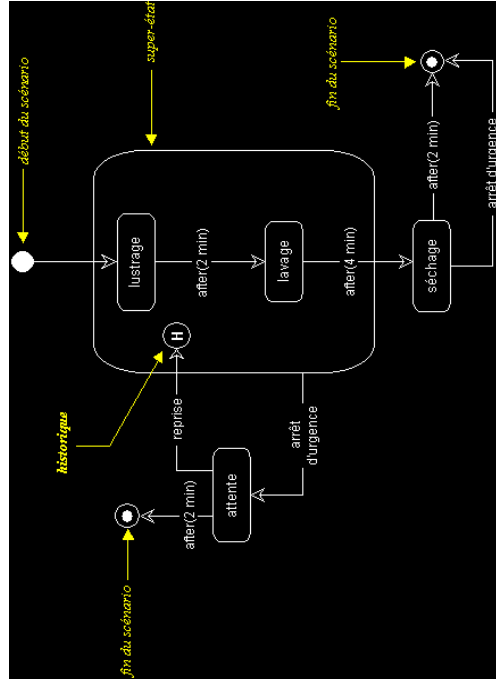 début du scénario
super-état
fin du scénario
lustrage
after(2 min)
lavage
after(4 min)
séchage
after(2 min)
arrêt d'urgence
H
historique
reprise
arrêt
d'urgence
attente
after(2 min)
fin du scénario